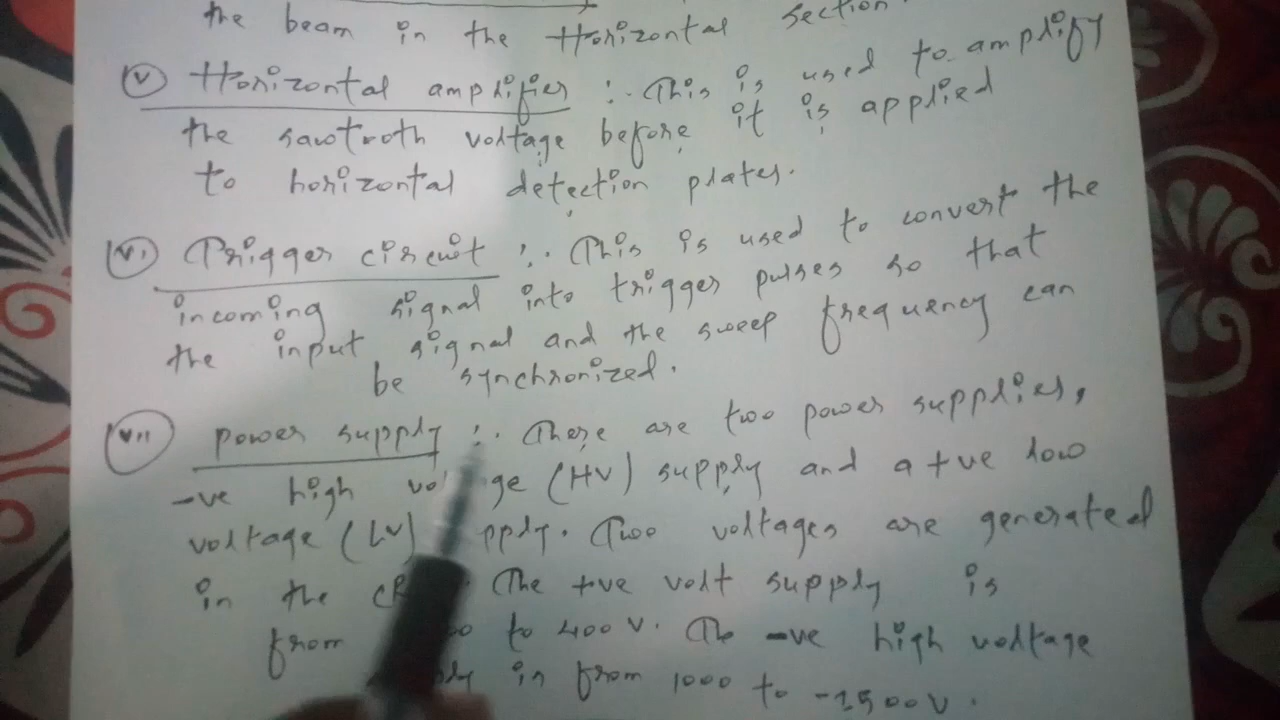 the beam in the Horizontal section.
(v) Horizontal amplifier :- This is used to amplify
the sawtooth voltage before it is applied
to horizontal detection plates.
(vi) Trigger circuit :- This is used to convert the
incoming signal into trigger pulses so that
the input signal and the sweep frequency can
be synchronized.
(vii) power supply :- There are two power supplies,
-ve high ge (HV) supply and a +ve low
voltage (LV) pply. Two voltages are generated
in the The +ve volt supply is
from to 400 V. The -ve high voltage
in from 1000 to -1500V.